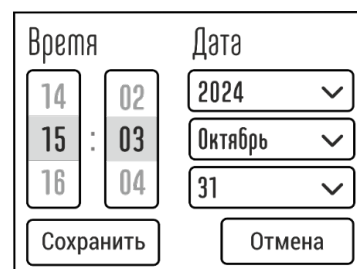 Время Дата
14 02 2024
15 : 03 Октябрь
16 04 31
Сохранить Отмена